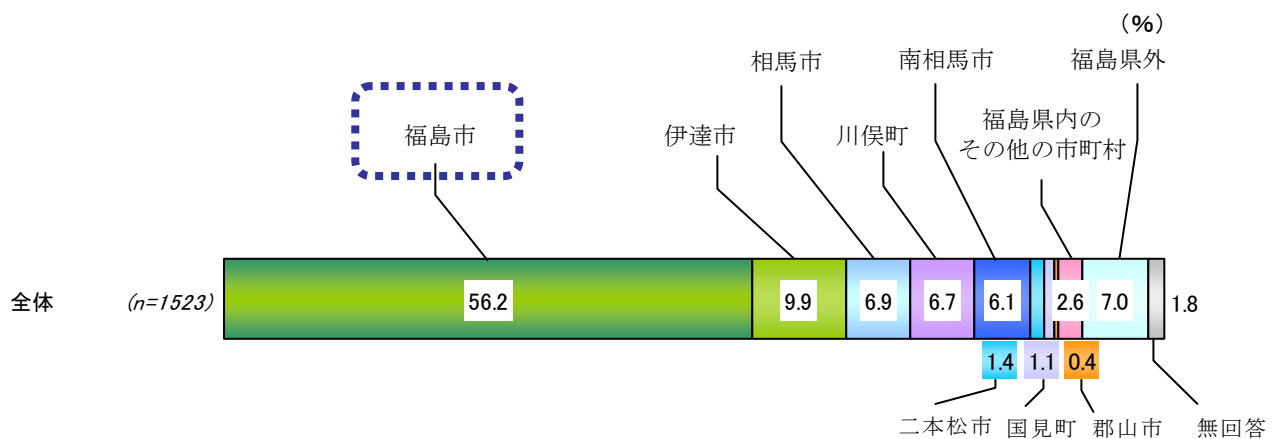 (%)
相馬市
南相馬市
福島県外
福島市
伊達市
川俣町
福島県内の
その他の市町村
全体
(n=1523)
56.2
9.9
6.9
6.7
6.1
2.6
7.0
1.8
1.4
1.1
0.4
二本松市
国見町
郡山市
無回答